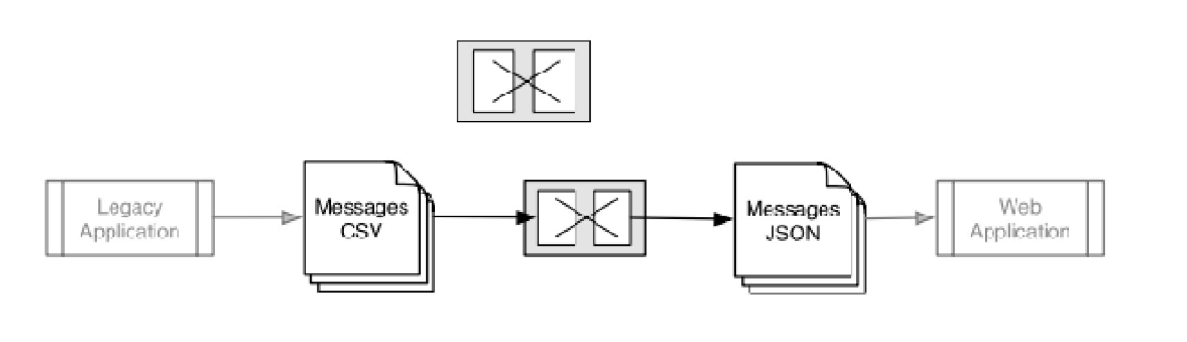 Legacy
Application
Messages
CSV
Messages
JSON
Web
Application